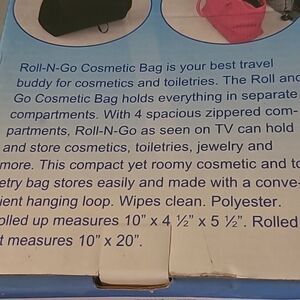 Roll-N-Go Cosmetic Bag is your best travel
buddy for cosmetics and toiletries. The Roll and
Go Cosmetic Bag holds everything in separate
compartments. With 4 spacious zippered com-
partments, Roll-N-Go as seen on TV can hold
and store cosmetics, toiletries, jewelry and
more. This compact yet roomy cosmetic and to
etry bag stores easily and made with a conve-
ient hanging loop. Wipes clean. Polyester.
olled up measures 10” x 4 ½” x 5 ½”. Rolled
t measures 10” x 20”.